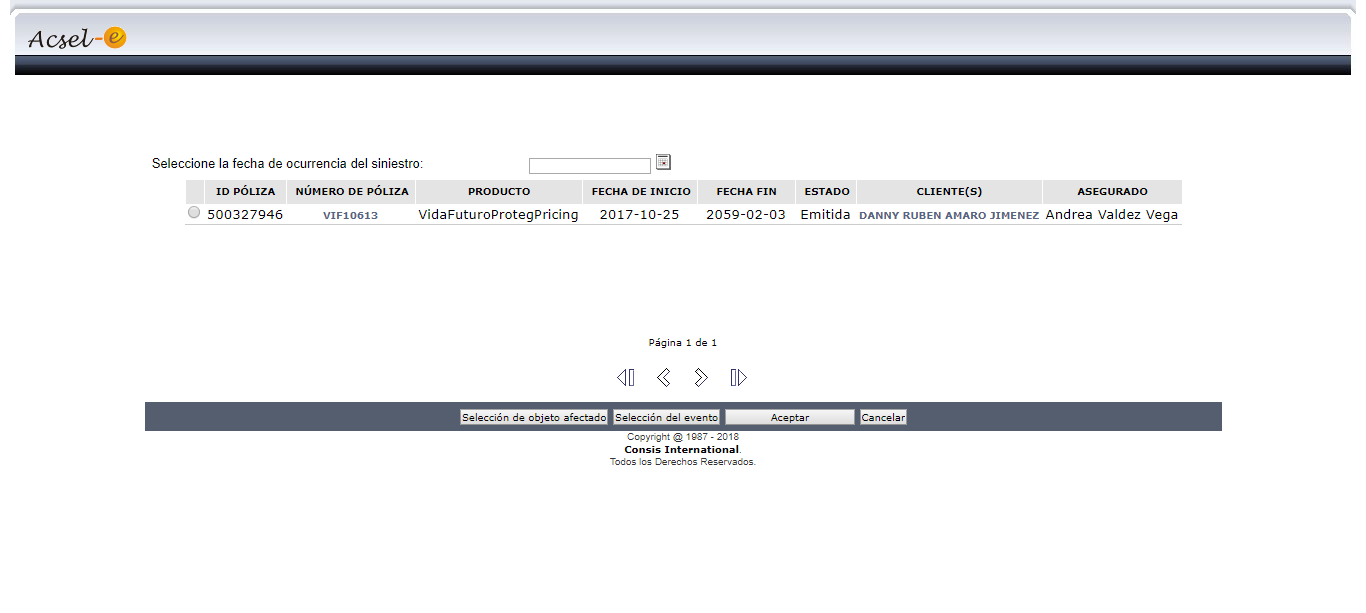 Acsel-e
Seleccione la fecha de ocurrencia del siniestro:
ID PÓLIZA NÚMERO DE PÓLIZA PRODUCTO FECHA DE INICIO FECHA FIN ESTADO CLIENTE(S) ASEGURADO
500327946 VIF10613 VidaFuturoProtegPricing 2017-10-25 2059-02-03 Emitida DANNY RUBEN AMARO JIMENEZ Andrea Valdez Vega
Página 1 de 1
Selección de objeto afectado Selección del evento Aceptar Cancelar
Copyright @ 1987 - 2018
Consis International.
Todos los Derechos Reservados.